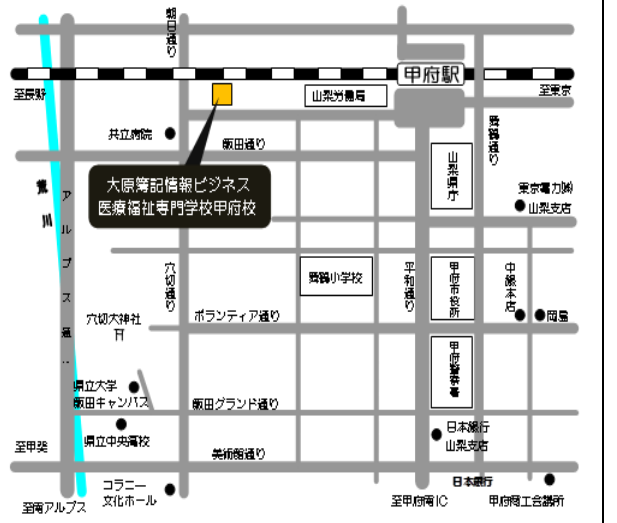 朝日通り
甲府駅
至長野
山梨労働局
至東京
舞鶴通り
共立病院
飯田通り
山梨県庁
大原簿記情報ビジネス
医療福祉専門学校甲府校
東京電力㈱
山梨支店
荒川
アルプス通り
穴切通り
舞鶴小学校
平和通り
甲府市役所
中銀本店
穴切大神社
ボランティア通り
岡島
甲府警察署
県立大学
飯田キャンパス
飯田グランド通り
県立中央高校
日本銀行
山梨支店
至甲斐
美術館通り
コラニー
文化ホール
日本銀行
至南アルプス
至甲府南IC
甲府商工会議所